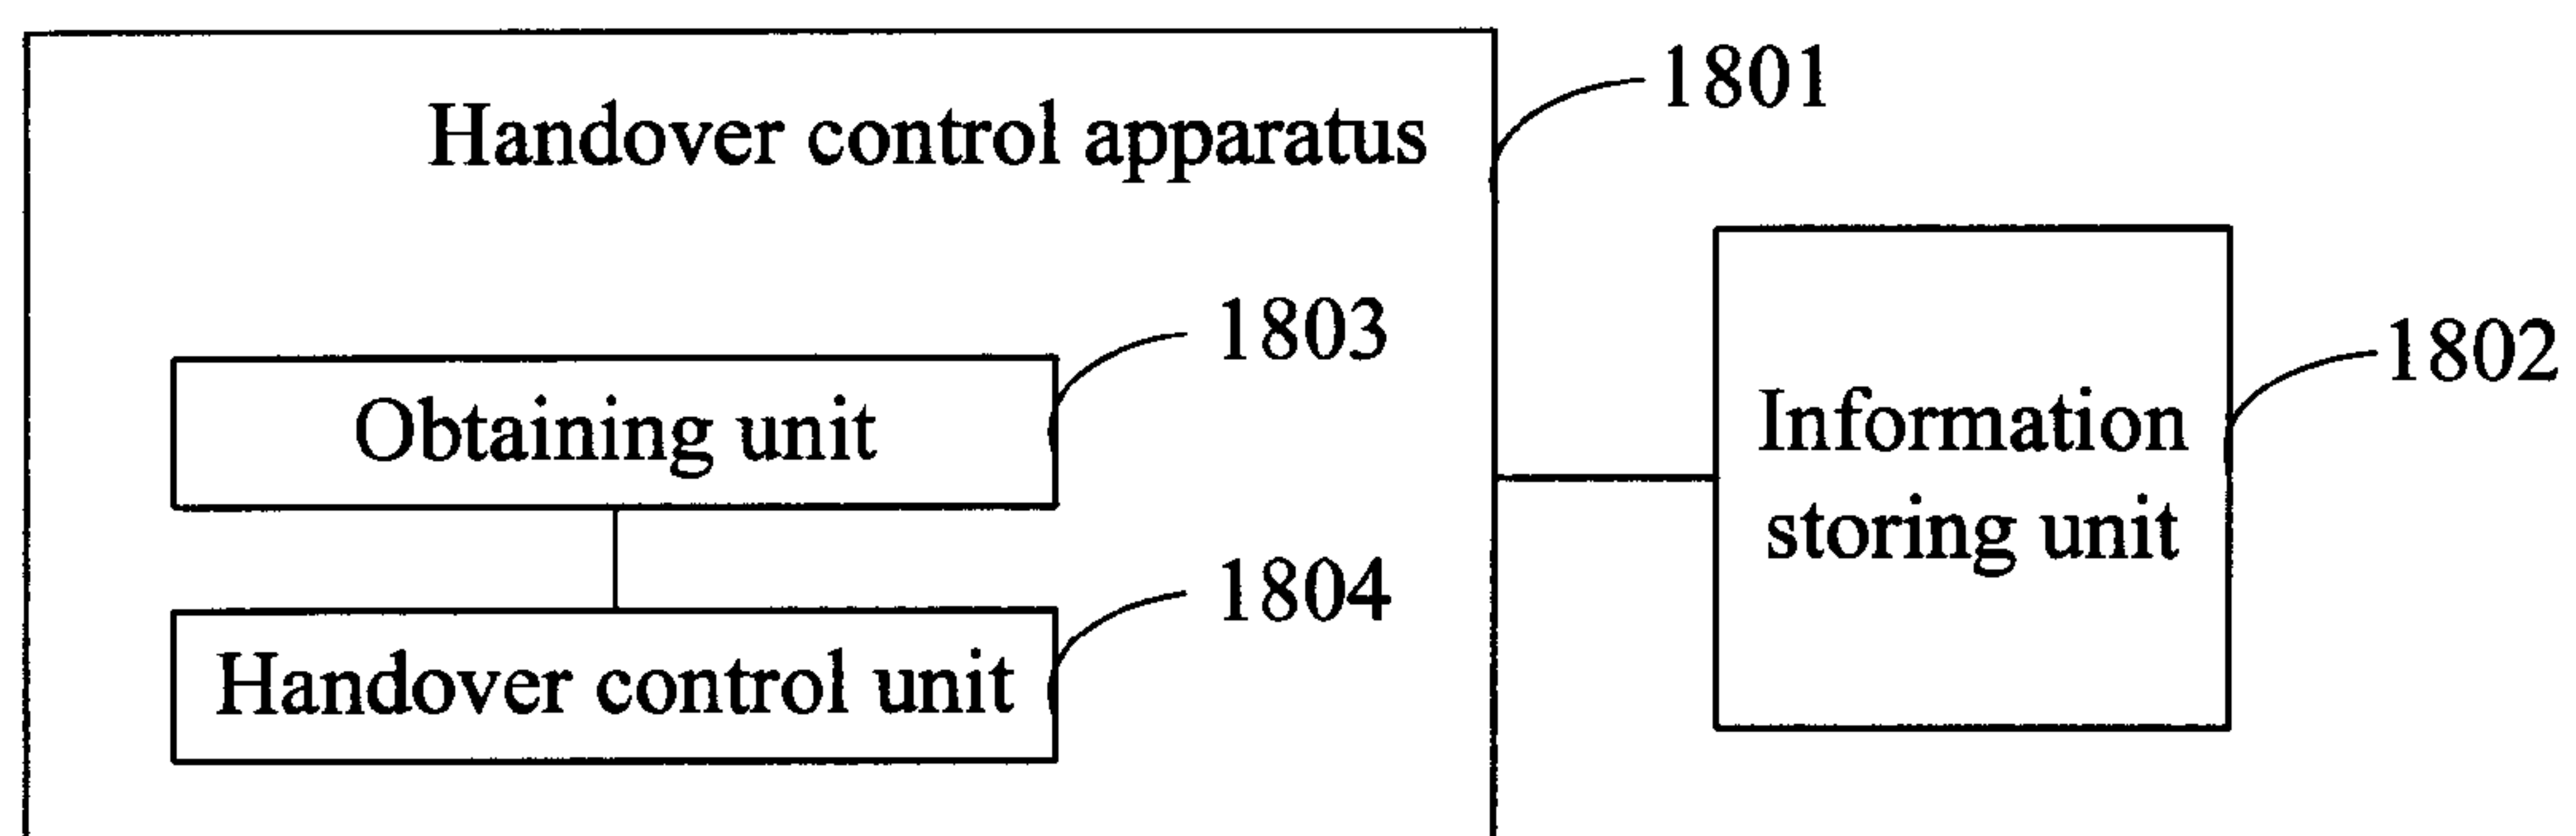 1801
Handover control apparatus
1803
Obtaining unit
1802
Information
storing unit
1804
Handover control unit